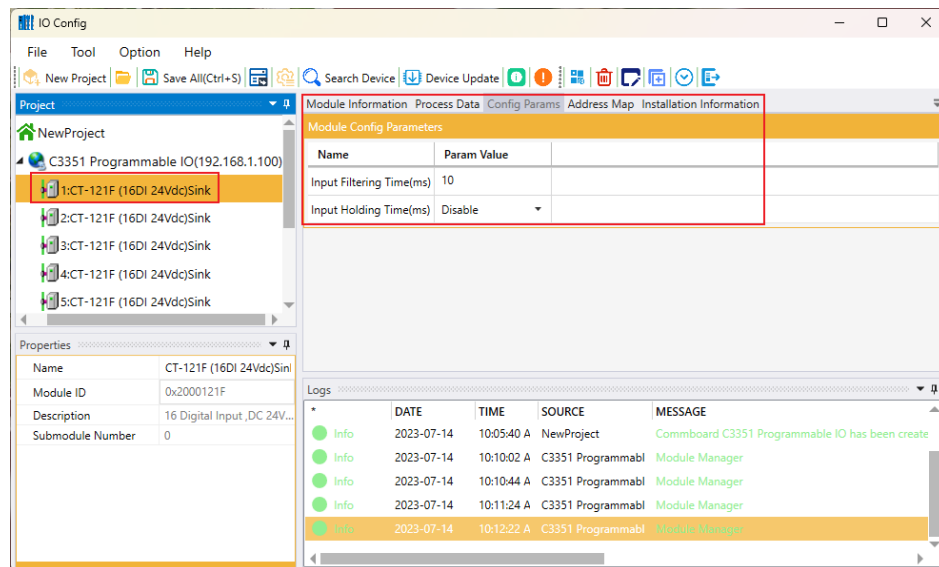 IO Config
File Tool Option Help
New Project Save All(Ctrl+S) Search Device Device Update
Project
NewProject
C3351 Programmable IO(192.168.1.100)
1:CT-121F (16DI 24Vdc)Sink
2:CT-121F (16DI 24Vdc)Sink
3:CT-121F (16DI 24Vdc)Sink
4:CT-121F (16DI 24Vdc)Sink
5:CT-121F (16DI 24Vdc)Sink
Module Information Process Data Config Params Address Map Installation Information
Module Config Parameters
Name Param Value
Input Filtering Time(ms) 10
Input Holding Time(ms) Disable
Properties
Name CT-121F (16DI 24Vdc)Sinl
Module ID 0x2000121F
Description 16 Digital Input ,DC 24V...
Submodule Number 0
Logs
* DATE TIME SOURCE MESSAGE
Info 2023-07-14 10:05:40 A NewProject Commboard C3351 Programmable IO has been create
Info 2023-07-14 10:10:02 A C3351 Programmabl Module Manager
Info 2023-07-14 10:10:44 A C3351 Programmabl Module Manager
Info 2023-07-14 10:11:24 A C3351 Programmabl Module Manager
Info 2023-07-14 10:12:22 A C3351 Programmabl Module Manager